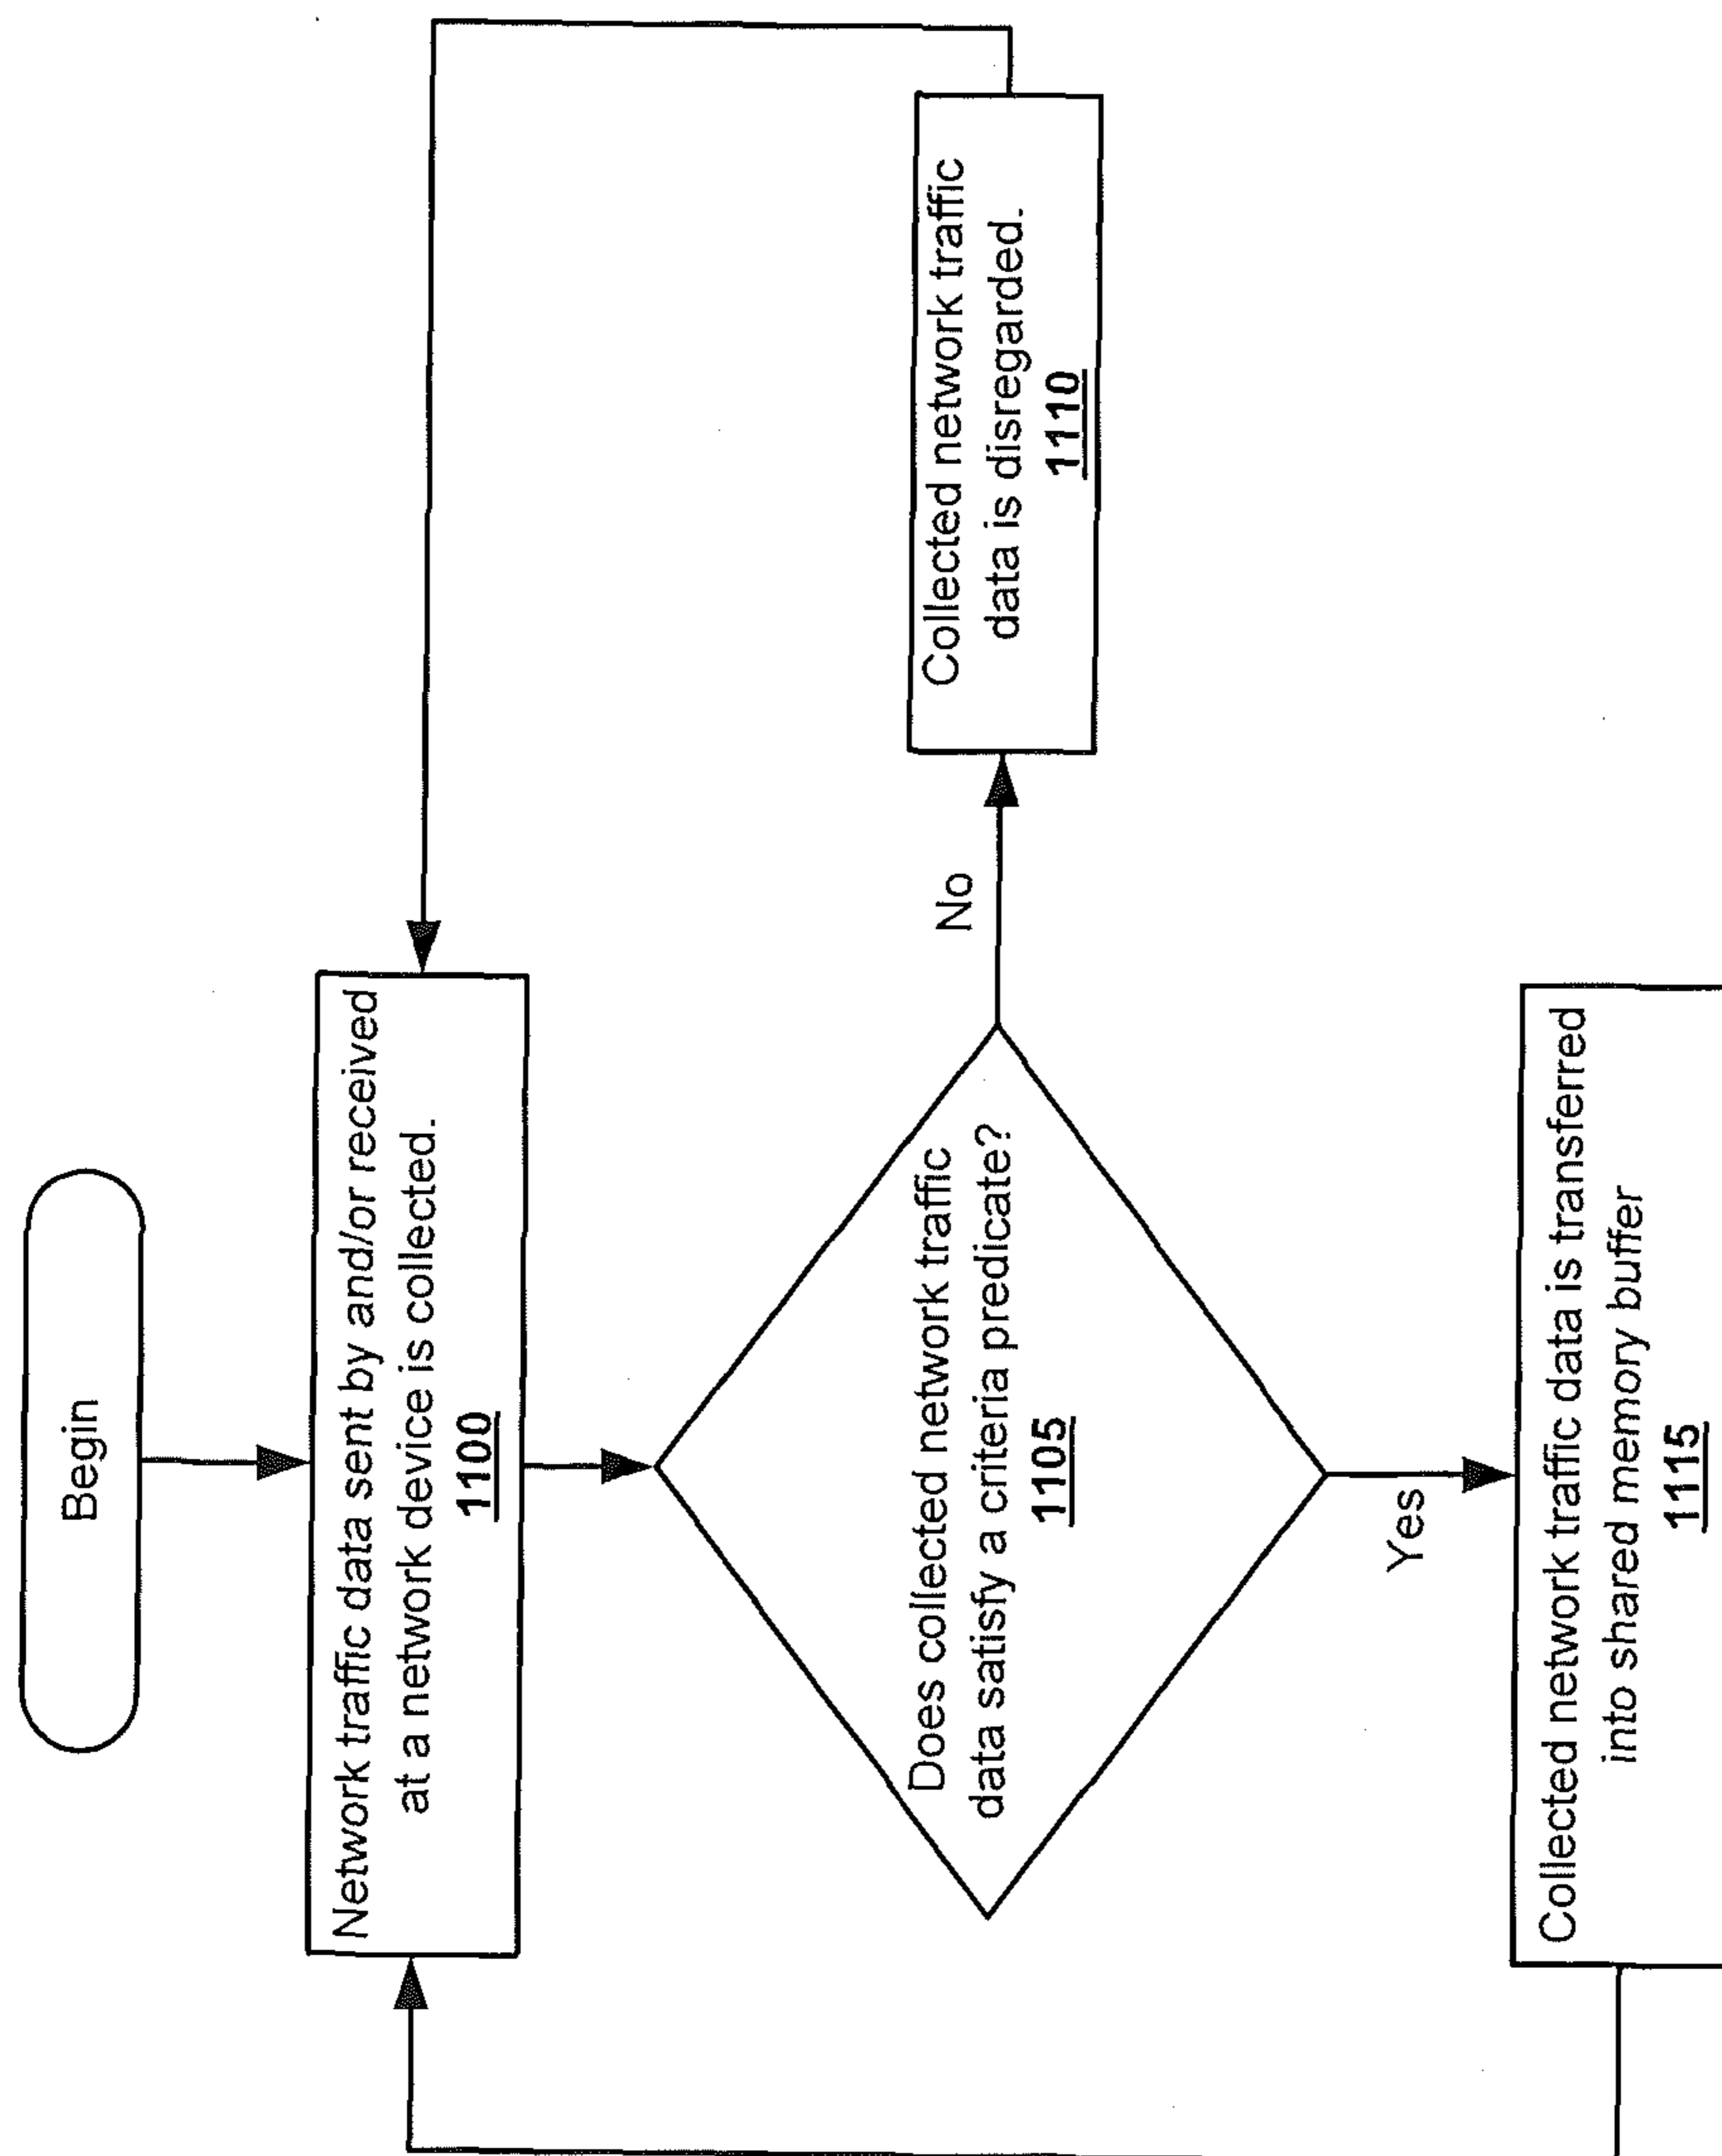 Begin
Network traffic data sent by and/or received
at a network device is collected.
1100
Does collected network traffic
data satisfy a criteria predicate?
1105
No
Collected network traffic
data is disregarded.
1110
Yes
Collected network traffic data is transferred
into shared memory buffer
1115